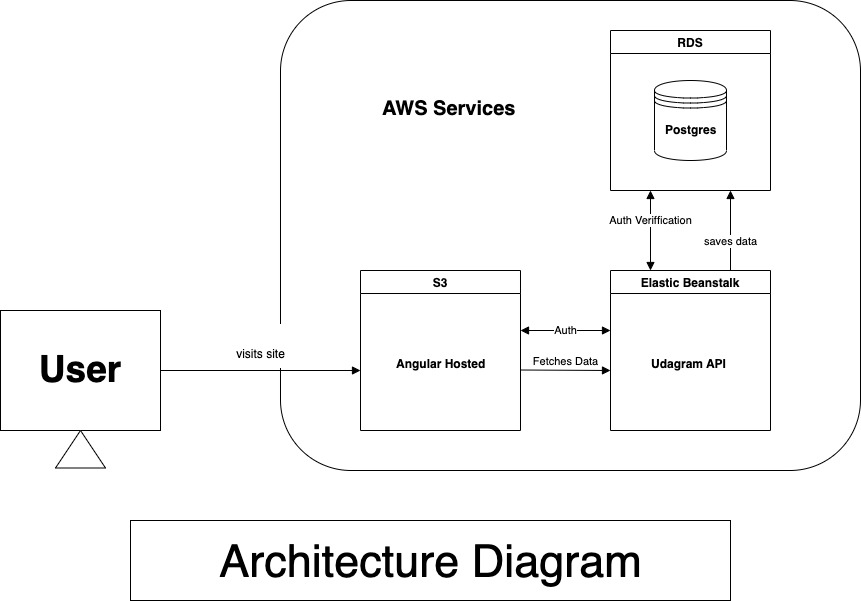 RDS
AWS Services
Postgres
Auth Veriffication
saves data
S3
Elastic Beanstalk
Auth
User
visits site
Angular Hosted
Fetches Data
Udagram API
Architecture Diagram